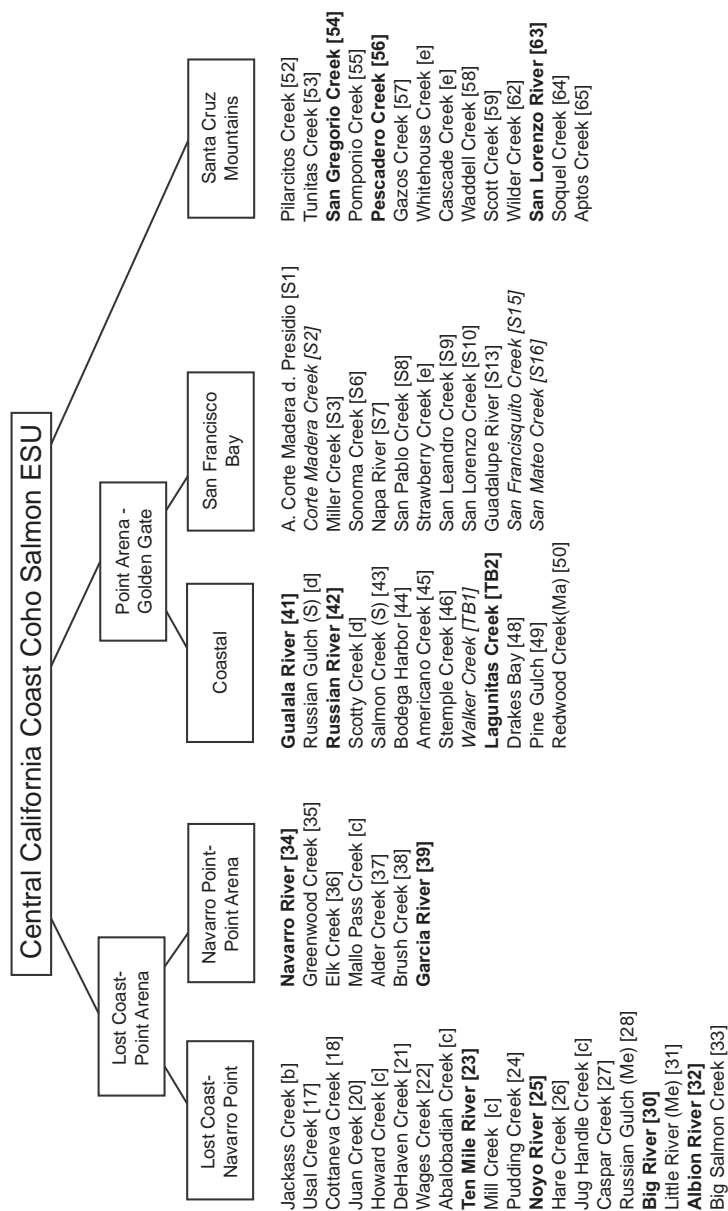 Central California Coast Coho Salmon ESU
Lost Coast-
Point Arena
Point Arena -
Golden Gate
Lost Coast-
Navarro Point
Navarro Point-
Point Arena
Coastal
San Francisco
Bay
Santa Cruz
Mountains
Jackass Creek [b]
Usal Creek [17]
Cottaneva Creek [18]
Juan Creek [20]
Howard Creek [c]
DeHaven Creek [21]
Wages Creek [22]
Abalobadiah Creek [c]
Ten Mile River [23]
Mill Creek [c]
Pudding Creek [24]
Noyo River [25]
Hare Creek [26]
Jug Handle Creek [c]
Caspar Creek [27]
Russian Gulch (Me) [28]
Big River [30]
Little River (Me) [31]
Albion River [32]
Big Salmon Creek [33]
Navarro River [34]
Greenwood Creek [35]
Elk Creek [36]
Mallo Pass Creek [c]
Alder Creek [37]
Brush Creek [38]
Garcia River [39]
Gualala River [41]
Russian Gulch (S) [d]
Russian River [42]
Scotty Creek [d]
Salmon Creek (S) [43]
Bodega Harbor [44]
Americano Creek [45]
Stemple Creek [46]
Walker Creek [TB1]
Lagunitas Creek [TB2]
Drakes Bay [48]
Pine Gulch [49]
Redwood Creek(Ma) [50]
A. Corte Madera d. Presidio [S1]
Corte Madera Creek [S2]
Miller Creek [S3]
Sonoma Creek [S6]
Napa River [S7]
San Pablo Creek [S8]
Strawberry Creek [e]
San Leandro Creek [S9]
San Lorenzo Creek [S10]
Guadalupe River [S13]
San Francisquito Creek [S15]
San Mateo Creek [S16]
Pilarcitos Creek [52]
Tunitas Creek [53]
San Gregorio Creek [54]
Pomponio Creek [55]
Pescadero Creek [56]
Gazos Creek [57]
Whitehouse Creek [e]
Cascade Creek [e]
Waddell Creek [58]
Scott Creek [59]
Wilder Creek [62]
San Lorenzo River [63]
Soquel Creek [64]
Aptos Creek [65]